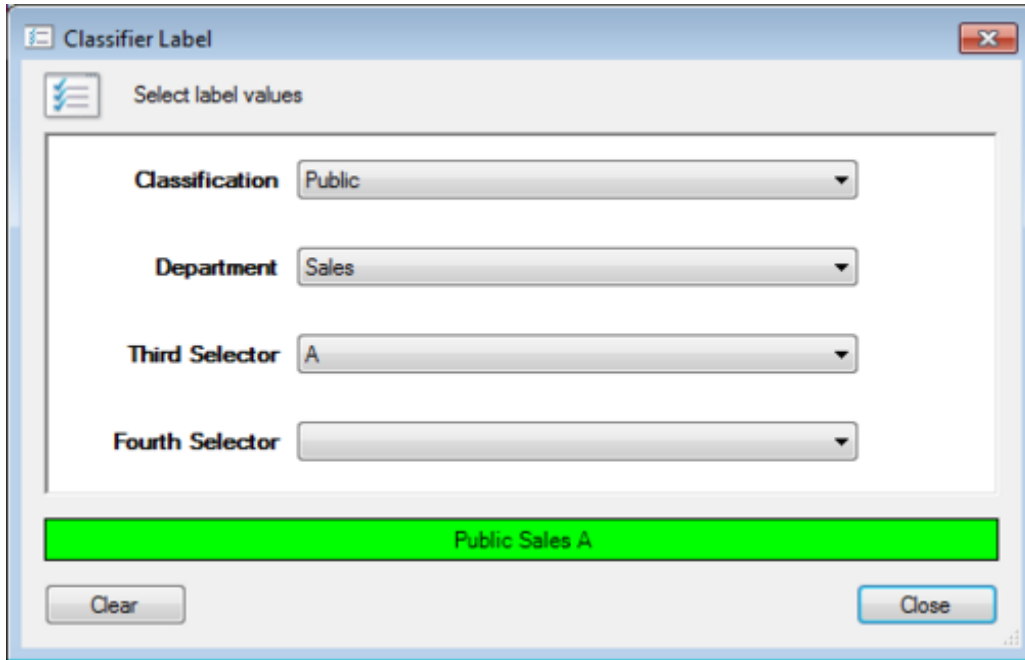 Classifier Label
Select label values
Classification Public
Department Sales
Third Selector A
Fourth Selector
Public Sales A
Clear Close